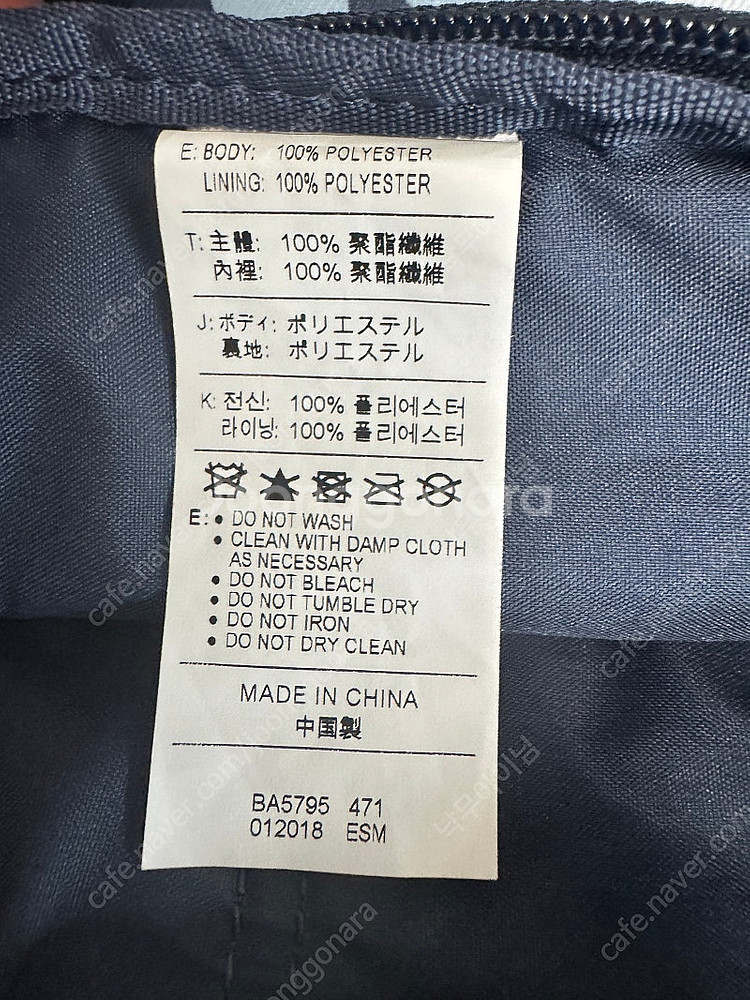 E: BODY: 100% POLYESTER
LINING: 100% POLYESTER
T: 主體: 100% 聚酯纖維
內裡: 100% 聚酯纖維
J: ボディ: ポリエステル
裏地: ポリエステル
K: 전신: 100% 폴리에스터
라이닝: 100% 폴리에스터
E: • DO NOT WASH
• CLEAN WITH DAMP CLOTH
AS NECESSARY
• DO NOT BLEACH
• DO NOT TUMBLE DRY
• DO NOT IRON
• DO NOT DRY CLEAN
MADE IN CHINA
中国製
BA5795 471
012018 ESM